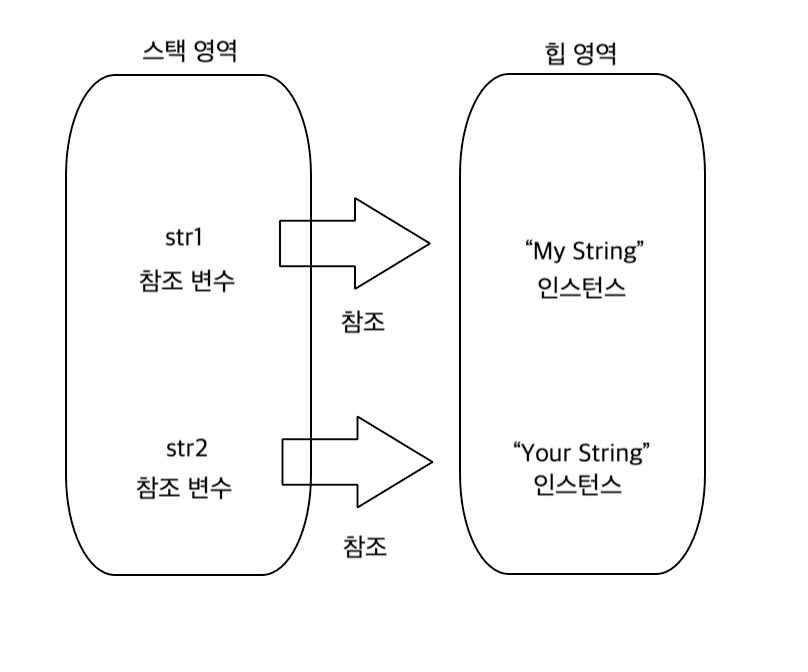 스택 영역
힙 영역
str1
참조 변수
참조
“My String”
인스턴스
str2
참조 변수
참조
“Your String”
인스턴스